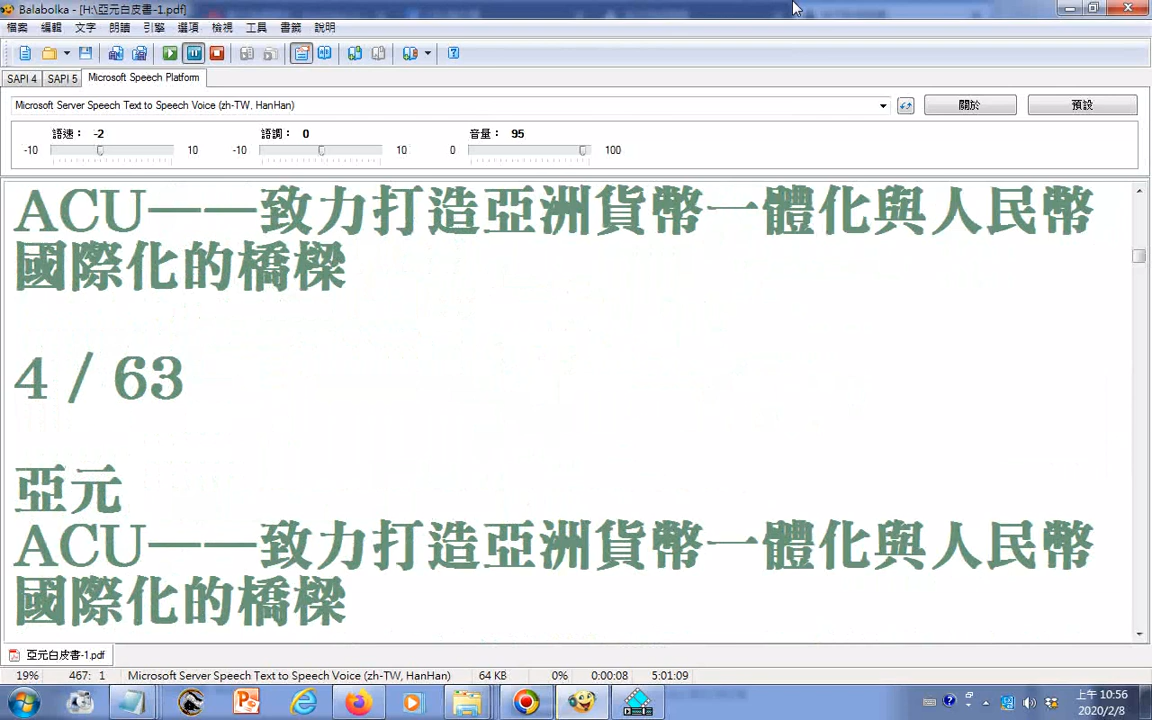 Balabolka - [H:\亞元白皮書-1.pdf]
檔案 編輯 文字 朗讀 引擎 選項 檢視 工具 書籤 說明
SAPI 4 SAPI 5 Microsoft Speech Platform
Microsoft Server Speech Text to Speech Voice (zh-TW, HanHan) 關於 預設
語速： -2 語調： 0 音量： 95
-10 10 -10 10 0 100
ACU——致力打造亞洲貨幣一體化與人民幣
國際化的橋樑
4 / 63
亞元
ACU——致力打造亞洲貨幣一體化與人民幣
國際化的橋樑
亞元白皮書-1.pdf
19% 467: 1 Microsoft Server Speech Text to Speech Voice (zh-TW, HanHan) 64 KB 0% 0:00:08 5:01:09
上午 10:56
2020/2/8